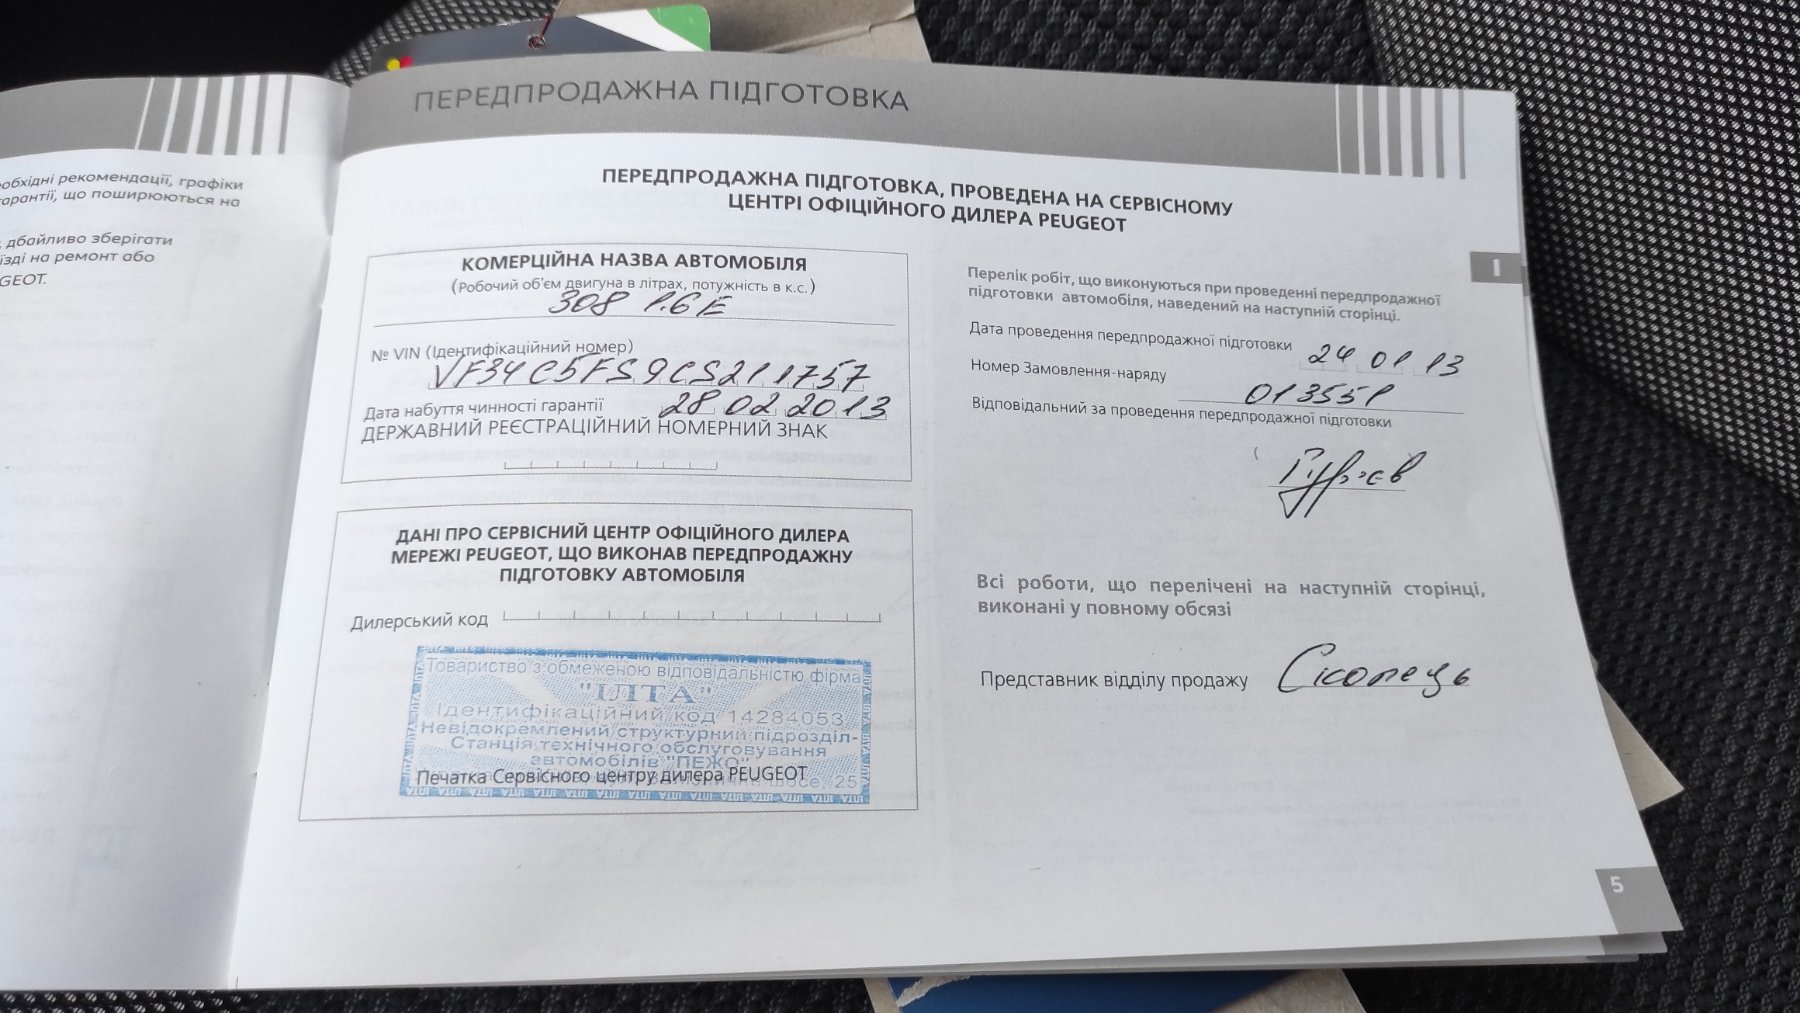 еобхідні рекомендації, графіки
гарантії, що поширюються на
, дбайливо зберігати
їзді на ремонт або
GEOT.
ПЕРЕДПРОДАЖНА ПІДГОТОВКА
ПЕРЕДПРОДАЖНА ПІДГОТОВКА, ПРОВЕДЕНА НА СЕРВІСНОМУ
ЦЕНТРІ ОФІЦІЙНОГО ДИЛЕРА PEUGEOT
КОМЕРЦІЙНА НАЗВА АВТОМОБІЛЯ
(Робочий об'єм двигуна в літрах, потужність в к.с.)
308 1.6E
№ VIN (Ідентифікаційний номер)
VF34C5FS9CS211757
Дата набуття чинності гарантії 28 02 2013
ДЕРЖАВНИЙ РЕЄСТРАЦІЙНИЙ НОМЕРНИЙ ЗНАК
ДАНІ ПРО СЕРВІСНИЙ ЦЕНТР ОФІЦІЙНОГО ДИЛЕРА
МЕРЕЖІ PEUGEOT, ЩО ВИКОНАВ ПЕРЕДПРОДАЖНУ
ПІДГОТОВКУ АВТОМОБІЛЯ
Дилерський код
Товариство з обмеженою відповідальністю фірма
"ІЛТА"
Ідентифікаційний код 14284053
Невідокремлений структурний підрозділ-
Станція технічного обслуговування
автомобілів "ПЕЖО"
шосе, 25
Печатка Сервісного центру дилера PEUGEOT
1
Перелік робіт, що виконуються при проведенні передпродажної
підготовки автомобіля, наведений на наступній сторінці.
Дата проведення передпродажної підготовки 24 01 13
Номер Замовлення-наряду 013551
Відповідальний за проведення передпродажної підготовки
Всі роботи, що перелічені на наступній сторінці,
виконані у повному обсязі
Представник відділу продажу Скопець
5